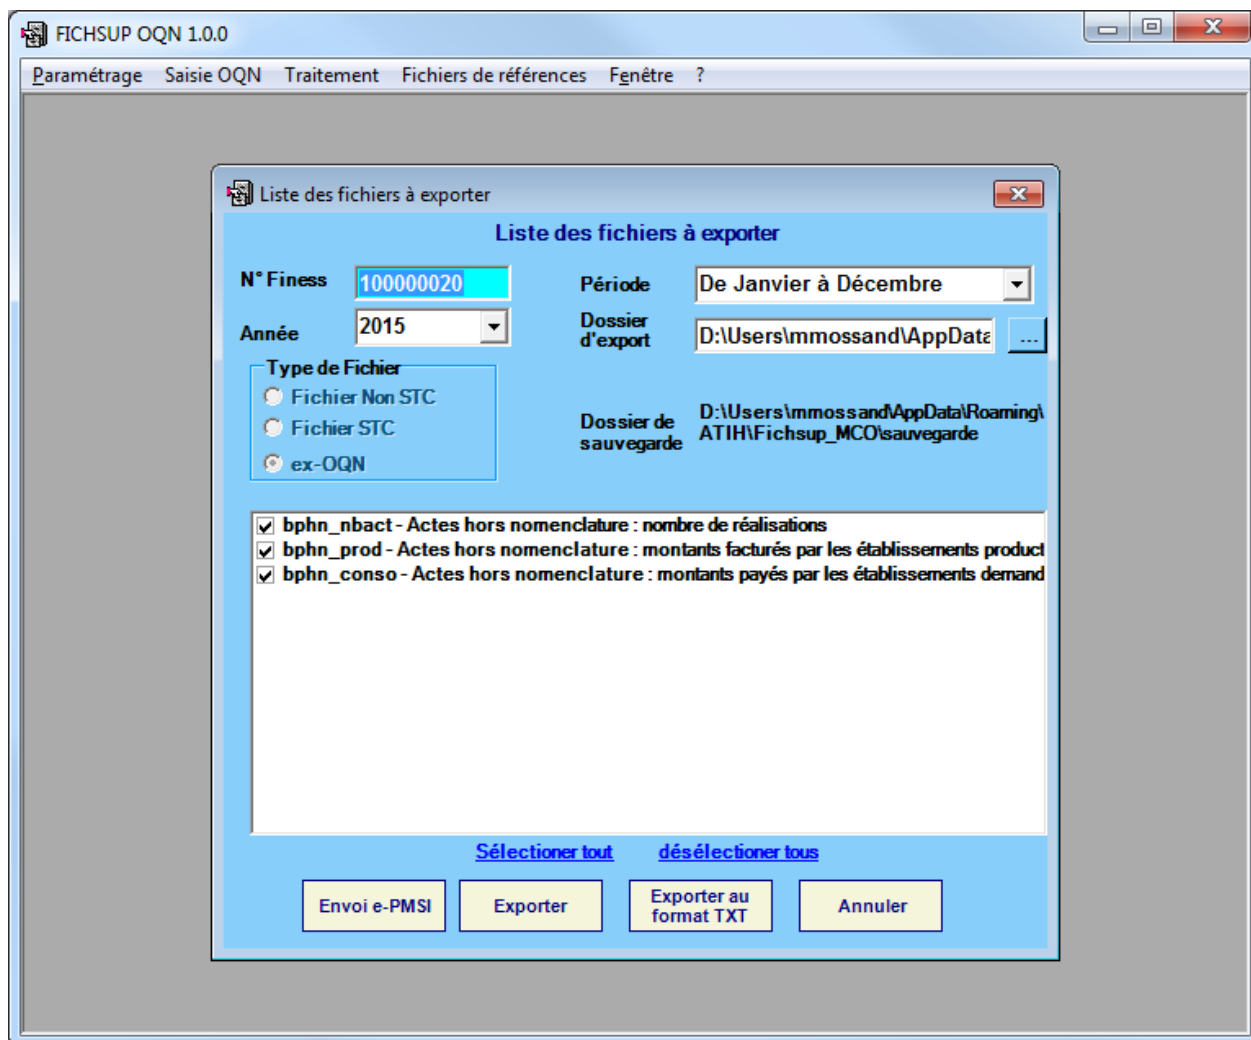 FICHSUP OQN 1.0.0
Paramétrage Saisie OQN Traitement Fichiers de références Fenêtre ?
Liste des fichiers à exporter
Liste des fichiers à exporter
N° Finess 100000020 Période De Janvier à Décembre
Année 2015 Dossier d'export D:\Users\mmossand\AppData ...
Type de Fichier
Fichier Non STC
Fichier STC
ex-OQN
Dossier de sauvegarde
D:\Users\mmossand\AppData\Roaming\
ATIH\Fichsup_MCO\sauvegarde
bphn_nbact - Actes hors nomenclature : nombre de réalisations
bphn_prod - Actes hors nomenclature : montants facturés par les établissements product
bphn_conso - Actes hors nomenclature : montants payés par les établissements demand
Sélectioner tout désélectioner tous
Envoi e-PMSI Exporter Exporter au format TXT Annuler